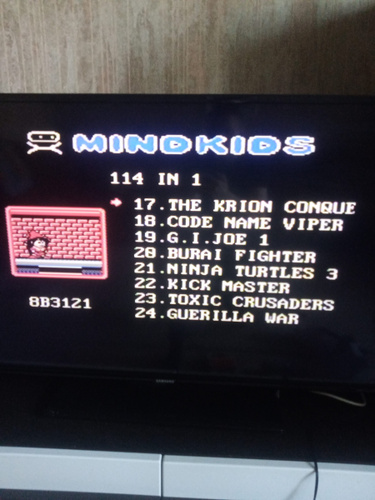 MINDKIDS
114 IN 1
17.THE KRION CONQUE
18.CODE NAME VIPER
19.G.I.JOE 1
20.BURAI FIGHTER
21.NINJA TURTLES 3
22.KICK MASTER
23.TOXIC CRUSADERS
24.GUERILLA WAR
8B3121